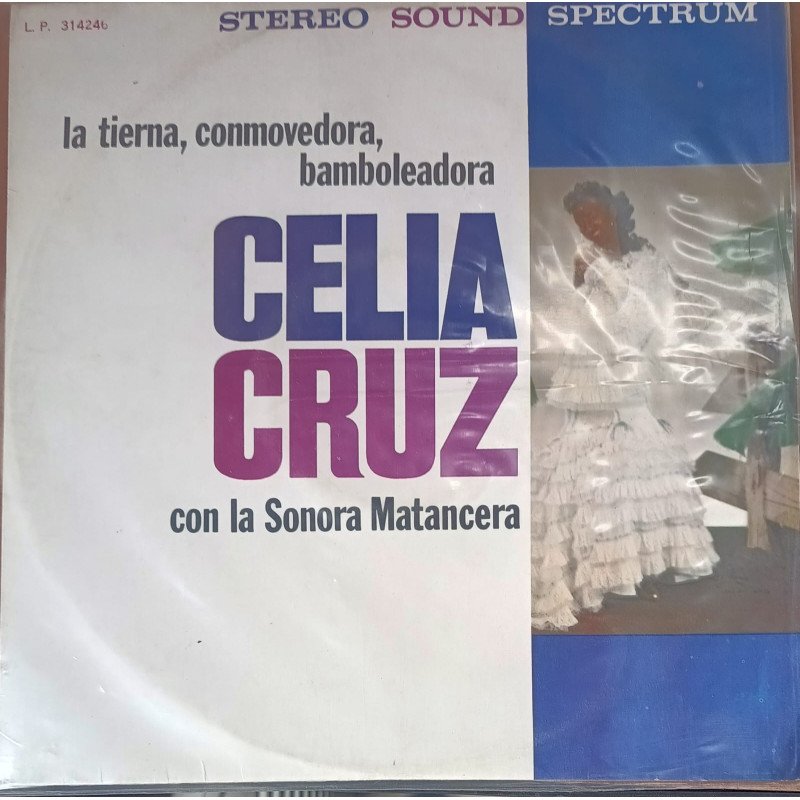 L. P. 314246
STEREO SOUND SPECTRUM
la tierna, conmovedora,
bamboleadora
CELIA
CRUZ
con la Sonora Matancera